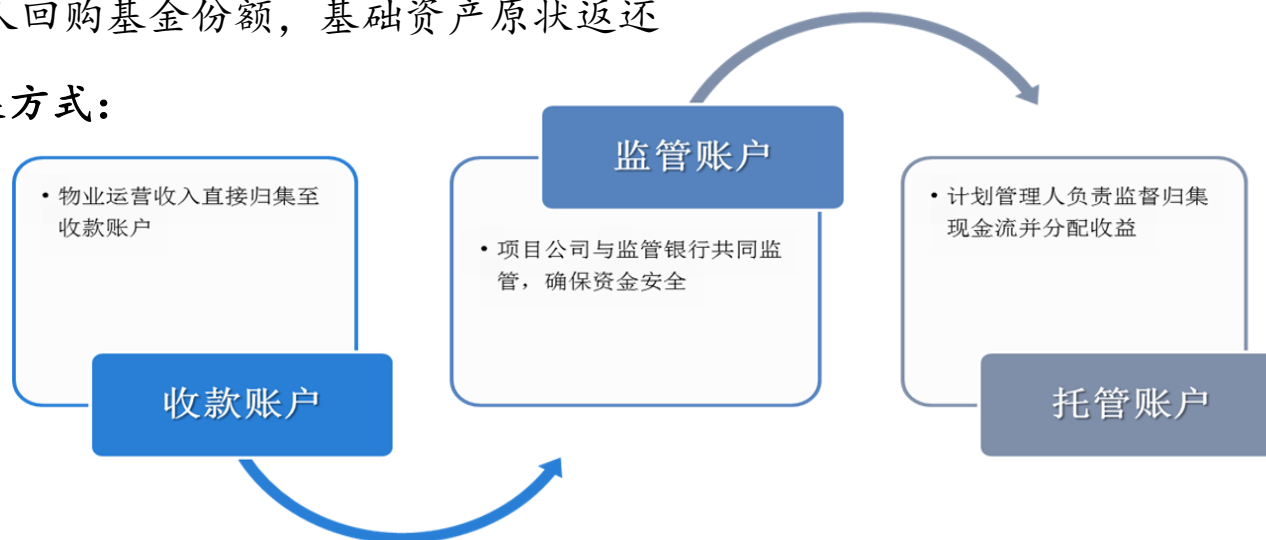 人回购基金份额，基础资产原状返还
方式：
• 物业运营收入直接归集至
收款账户
收款账户
监管账户
• 项目公司与监管银行共同监
管，确保资金安全
• 计划管理人负责监督归集
现金流并分配收益
托管账户